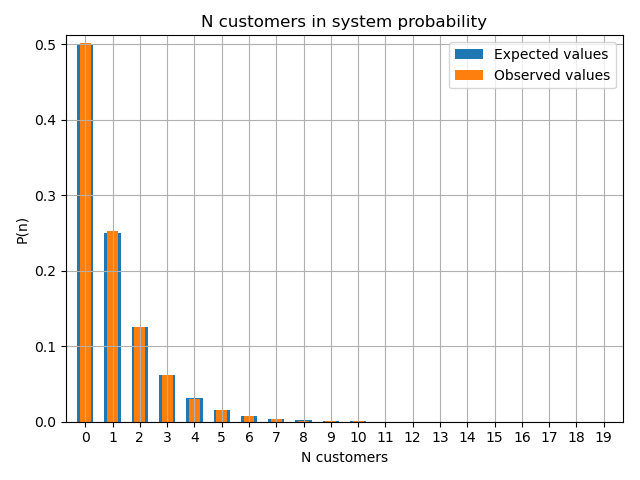 N customers in system probability
Expected values
Observed values
0.5
0.4
0.3
0.2
0.1
0.0
P(n)
0 1 2 3 4 5 6 7 8 9 10 11 12 13 14 15 16 17 18 19
N customers